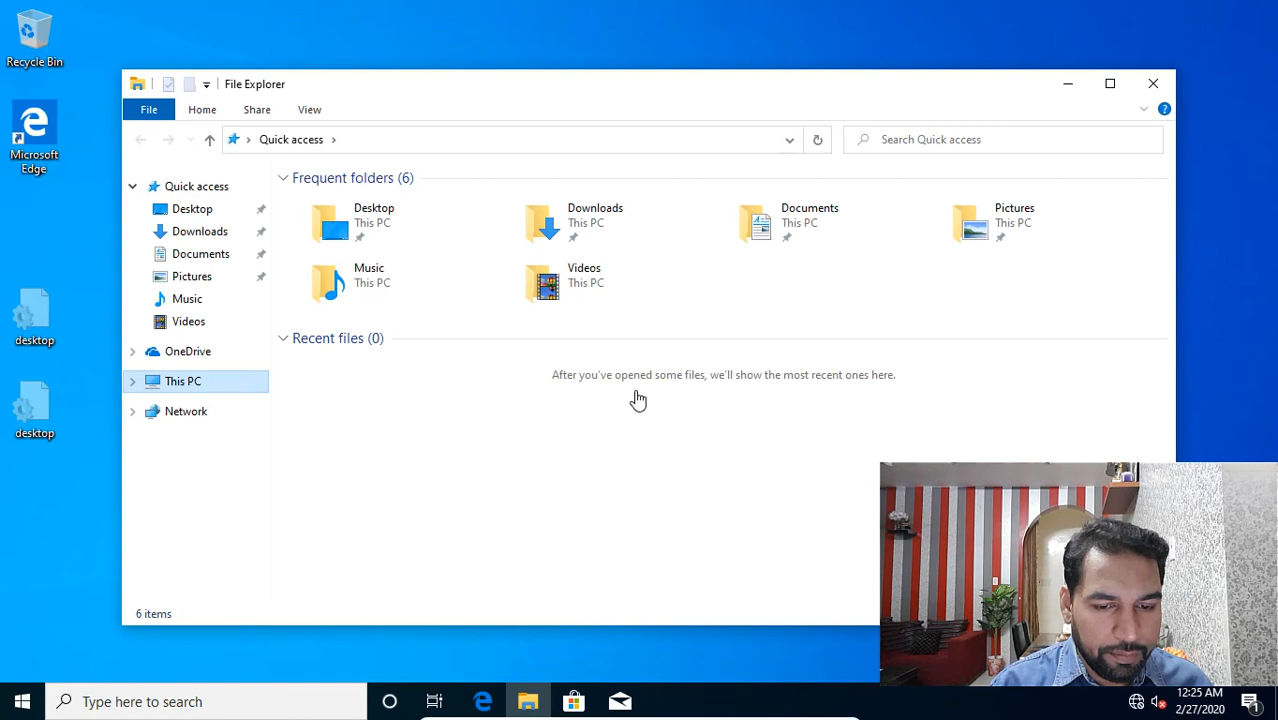 Recycle Bin
Microsoft
Edge
desktop
desktop
File Explorer
File
Home
Share
View
Quick access
Search Quick access
Quick access
Desktop
Downloads
Documents
Pictures
Music
Videos
OneDrive
This PC
Network
Frequent folders (6)
Desktop
This PC
Downloads
This PC
Documents
This PC
Pictures
This PC
Music
This PC
Videos
This PC
Recent files (0)
After you've opened some files, we'll show the most recent ones here.
6 items
Type here to search
12:25 AM
2/27/2020
1